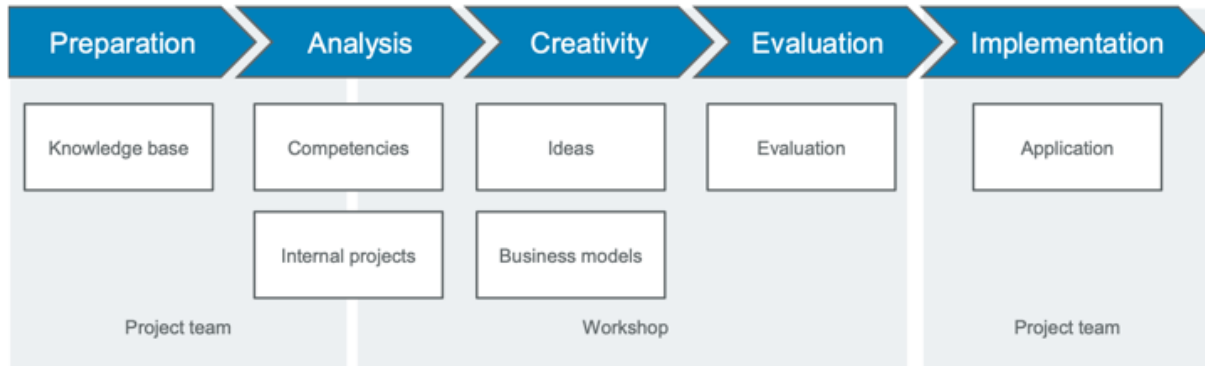 Preparation
Analysis
Creativity
Evaluation
Implementation
Knowledge base
Competencies
Ideas
Evaluation
Application
Internal projects
Business models
Project team
Workshop
Project team